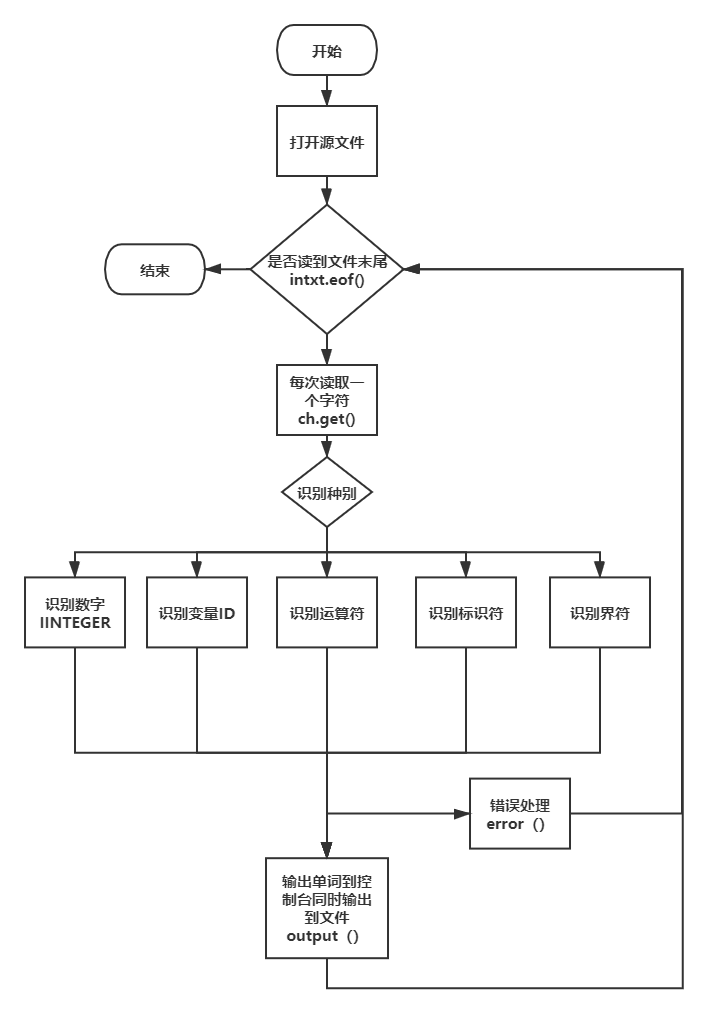 开始
打开源文件
是否读到文件末尾
intxt.eof()
结束
每次读取一
个字符
ch.get()
识别种别
识别数字
IINTEGER
识别变量ID
识别运算符
识别标识符
识别界符
错误处理
error（）
输出单词到控
制台同时输出
到文件
output（）